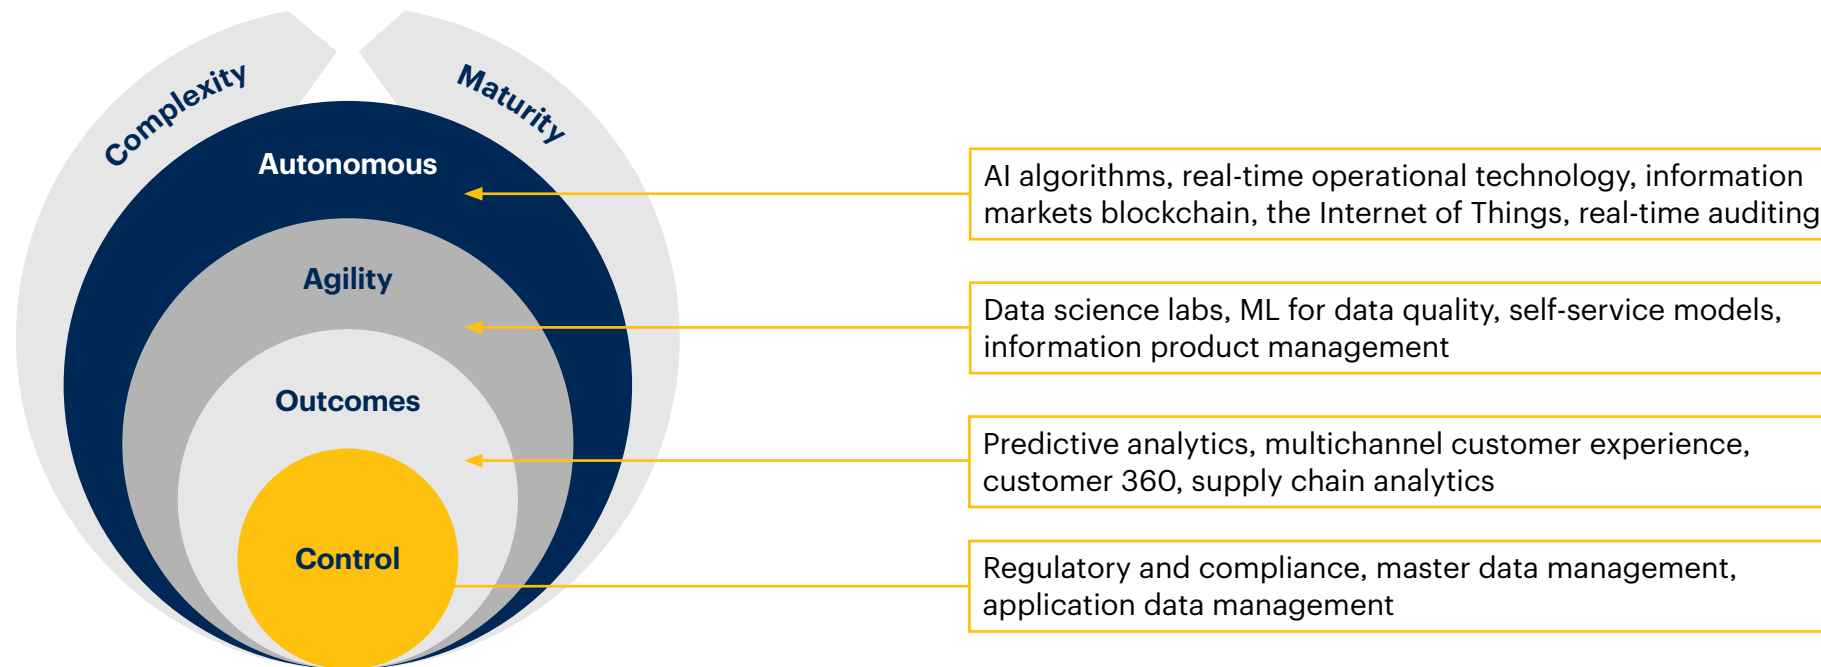 Complexity
Maturity
Autonomous
AI algorithms, real-time operational technology, information
markets blockchain, the Internet of Things, real-time auditing
Agility
Data science labs, ML for data quality, self-service models,
information product management
Outcomes
Predictive analytics, multichannel customer experience,
customer 360, supply chain analytics
Control
Regulatory and compliance, master data management,
application data management